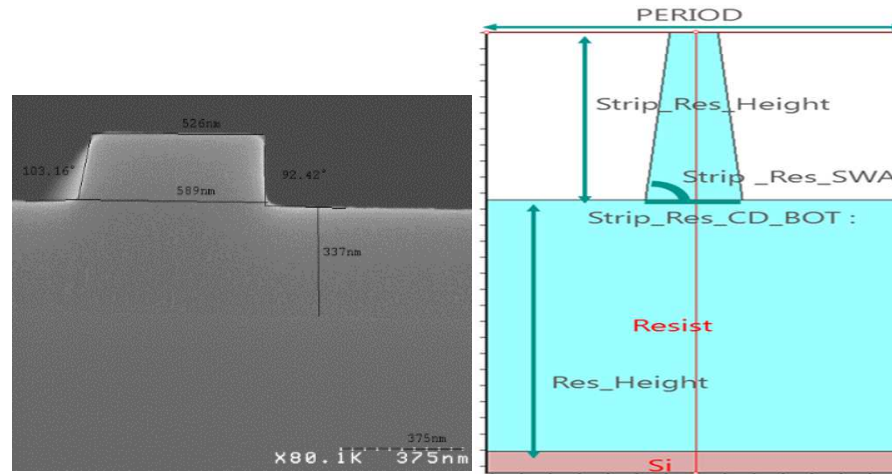 526nm
103.16°
92.42°
589nm
337nm
375nm
X80.1K 375nm
PERIOD
Strip_Res_Height
Strip _Res_SWA
Strip_Res_CD_BOT :
Resist
Res_Height
Si